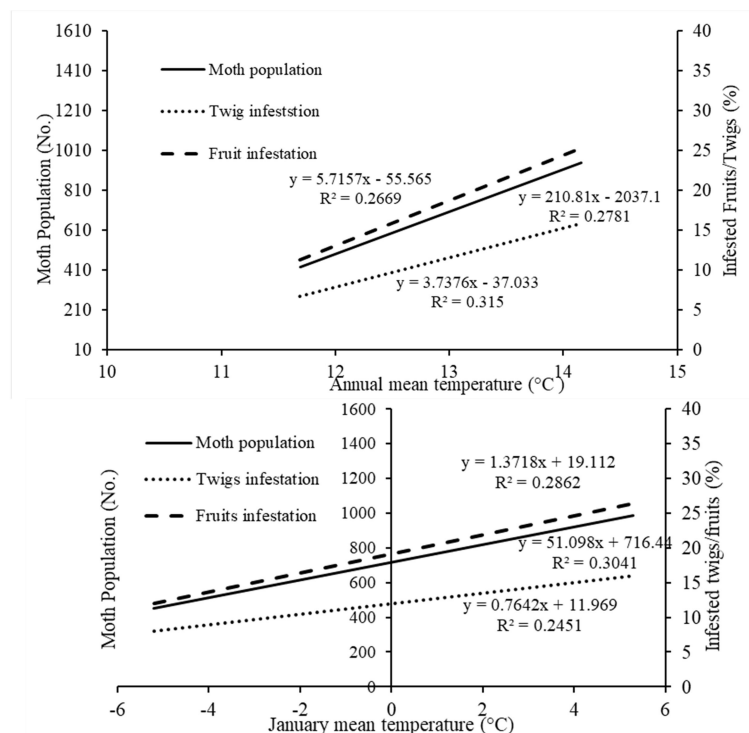 1610
1410
1210
1010
810
610
410
210
10
Moth Population (No.)
40
35
30
25
20
15
10
5
0
Infested Fruits/Twigs (%)
Moth population
Twig infeststion
Fruit infestation
y = 5.7157x - 55.565
R² = 0.2669
y = 210.81x - 2037.1
R² = 0.2781
y = 3.7376x - 37.033
R² = 0.315
10 11 12 13 14 15
Annual mean temperature (°C)
1600
1400
1200
1000
800
600
400
200
0
Moth Population (No.)
40
35
30
25
20
15
10
5
0
Infested twigs/fruits (%)
Moth population
Twigs infestation
Fruits infestation
y = 1.3718x + 19.112
R² = 0.2862
y = 51.098x + 716.44
R² = 0.3041
y = 0.7642x + 11.969
R² = 0.2451
-6 -4 -2 0 2 4 6
January mean temperature (°C)